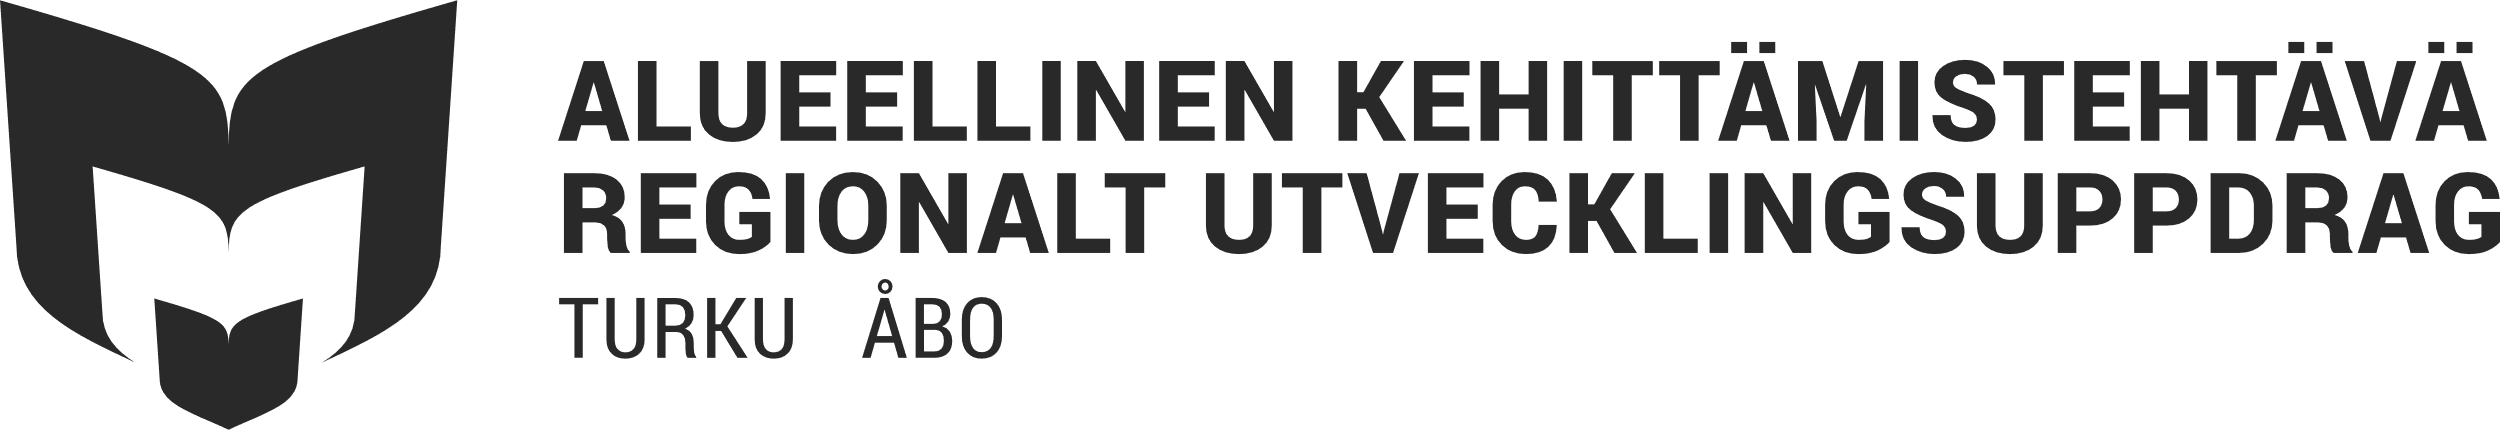 ALUEELLINEN KEHITTÄMISTEHTÄVÄ
REGIONALT UTVECKLINGSUPPDRAG
TURKU ÅBO